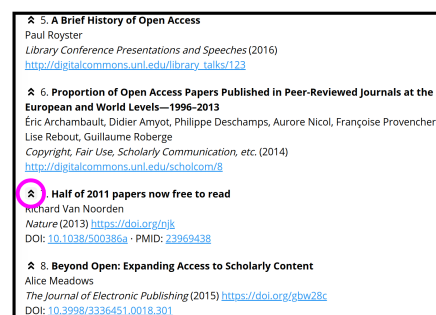 5. A Brief History of Open Access
Paul Royster
Library Conference Presentations and Speeches (2016)
http://digitalcommons.unl.edu/library_talks/123
6. Proportion of Open Access Papers Published in Peer-Reviewed Journals at the
European and World Levels—1996–2013
Éric Archambault, Didier Amyot, Philippe Deschamps, Aurore Nicol, Françoise Provencher
Lise Rebout, Guillaume Roberge
Copyright, Fair Use, Scholarly Communication, etc. (2014)
http://digitalcommons.unl.edu/scholcom/8
. Half of 2011 papers now free to read
Richard Van Noorden
Nature (2013) https://doi.org/njk
DOI: 10.1038/500386a · PMID: 23969438
8. Beyond Open: Expanding Access to Scholarly Content
Alice Meadows
The Journal of Electronic Publishing (2015) https://doi.org/gbw28c
DOI: 10.3998/3336451.0018.301